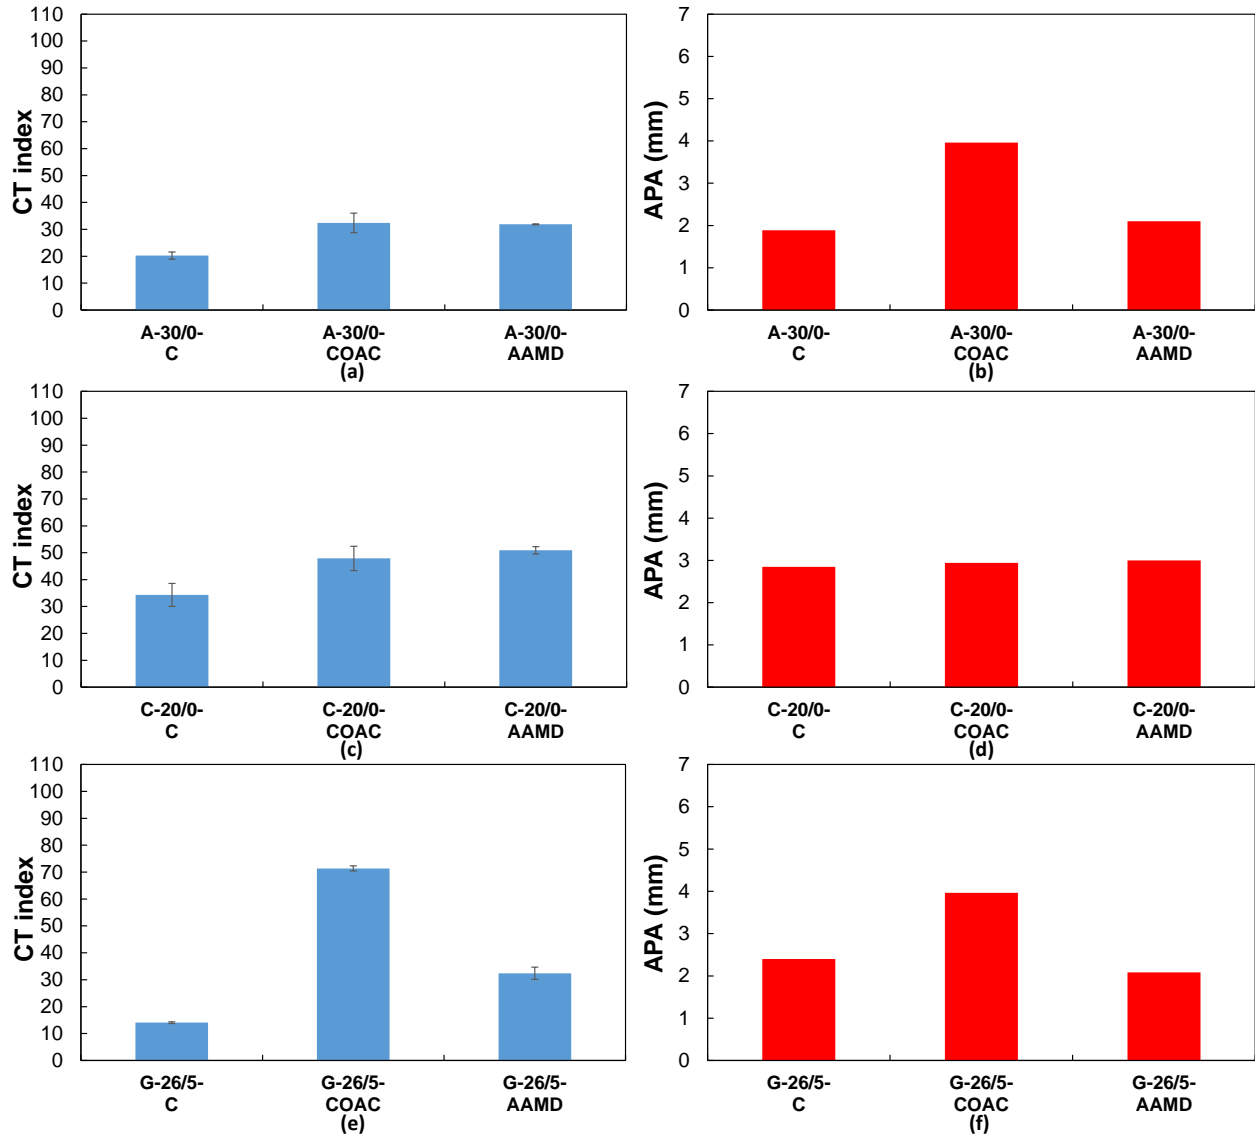 CT index
110
100
90
80
70
60
50
40
30
20
10
0
A-30/0-
C
A-30/0-
COAC
A-30/0-
AAMD
(a)
APA (mm)
7
6
5
4
3
2
1
0
A-30/0-
C
A-30/0-
COAC
A-30/0-
AAMD
(b)
CT index
110
100
90
80
70
60
50
40
30
20
10
0
C-20/0-
C
C-20/0-
COAC
C-20/0-
AAMD
(c)
APA (mm)
7
6
5
4
3
2
1
0
C-20/0-
C
C-20/0-
COAC
C-20/0-
AAMD
(d)
CT index
110
100
90
80
70
60
50
40
30
20
10
0
G-26/5-
C
G-26/5-
COAC
G-26/5-
AAMD
(e)
APA (mm)
7
6
5
4
3
2
1
0
G-26/5-
C
G-26/5-
COAC
G-26/5-
AAMD
(f)